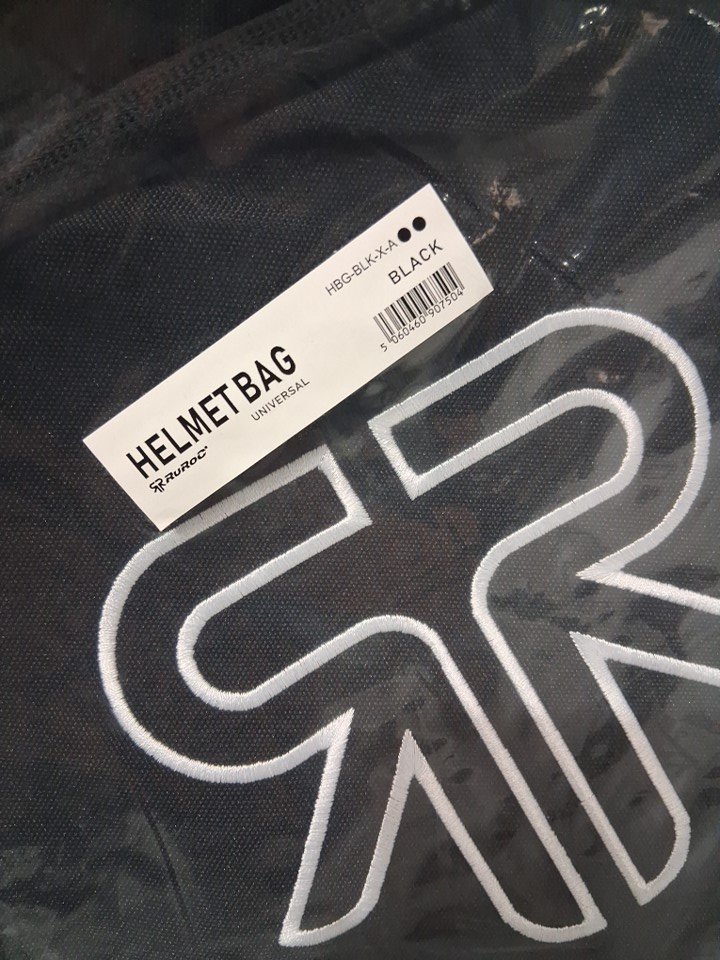 HBG-BLK-X-A
BLACK
5 060460 907504
HELMET BAG
UNIVERSAL
RUROC